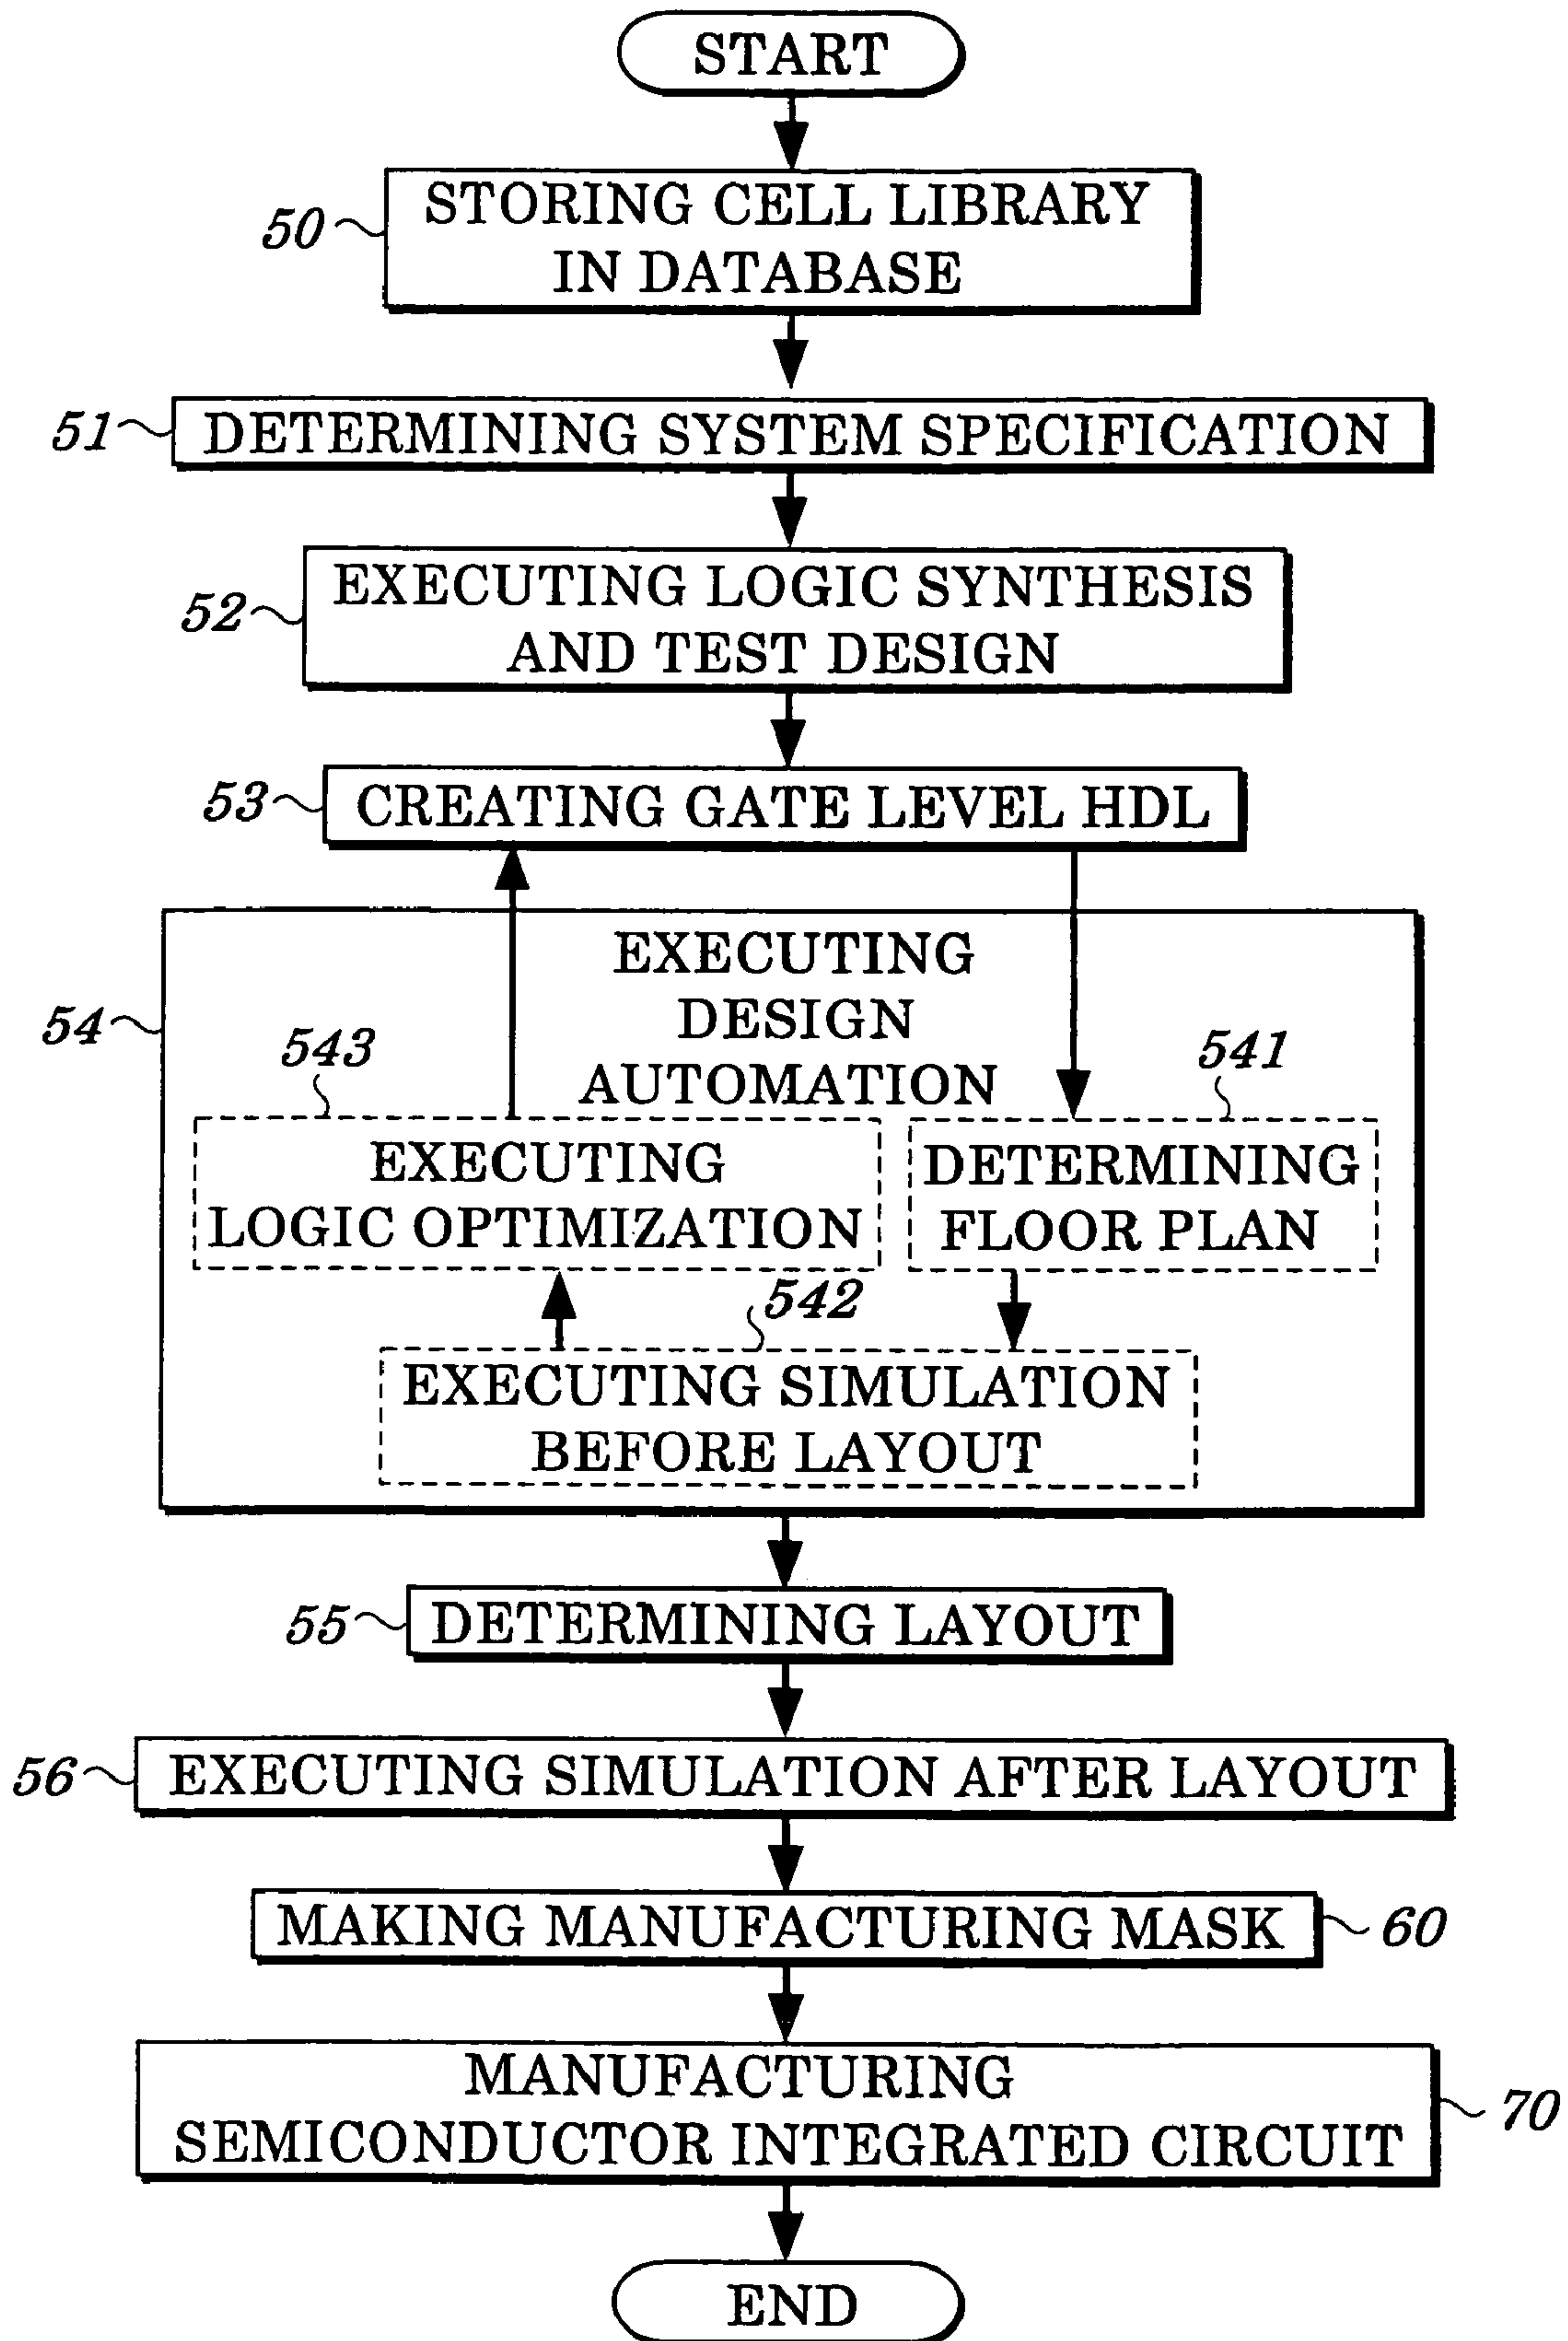 START
50
STORING CELL LIBRARY
IN DATABASE
51
DETERMINING SYSTEM SPECIFICATION
52
EXECUTING LOGIC SYNTHESIS
AND TEST DESIGN
53
CREATING GATE LEVEL HDL
54
EXECUTING
DESIGN
AUTOMATION
543
541
EXECUTING
LOGIC OPTIMIZATION
DETERMINING
FLOOR PLAN
542
EXECUTING SIMULATION
BEFORE LAYOUT
55
DETERMINING LAYOUT
56
EXECUTING SIMULATION AFTER LAYOUT
MAKING MANUFACTURING MASK
60
MANUFACTURING
SEMICONDUCTOR INTEGRATED CIRCUIT
70
END